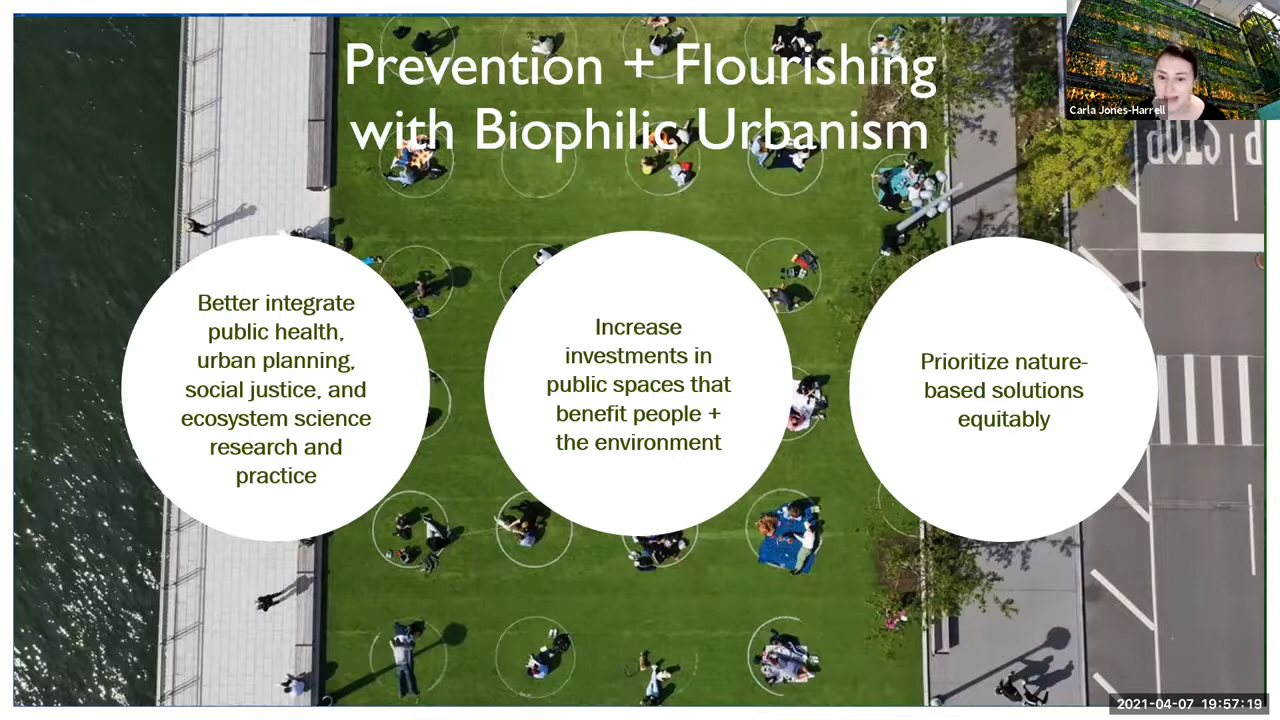 Prevention + Flourishing
with Biophilic Urbanism
Carla Jones-Harrell
STOP
Better integrate
public health,
urban planning,
social justice, and
ecosystem science
research and
practice
Increase
investments in
public spaces that
benefit people +
the environment
Prioritize nature-
based solutions
equitably
2021-04-07 19:57:19